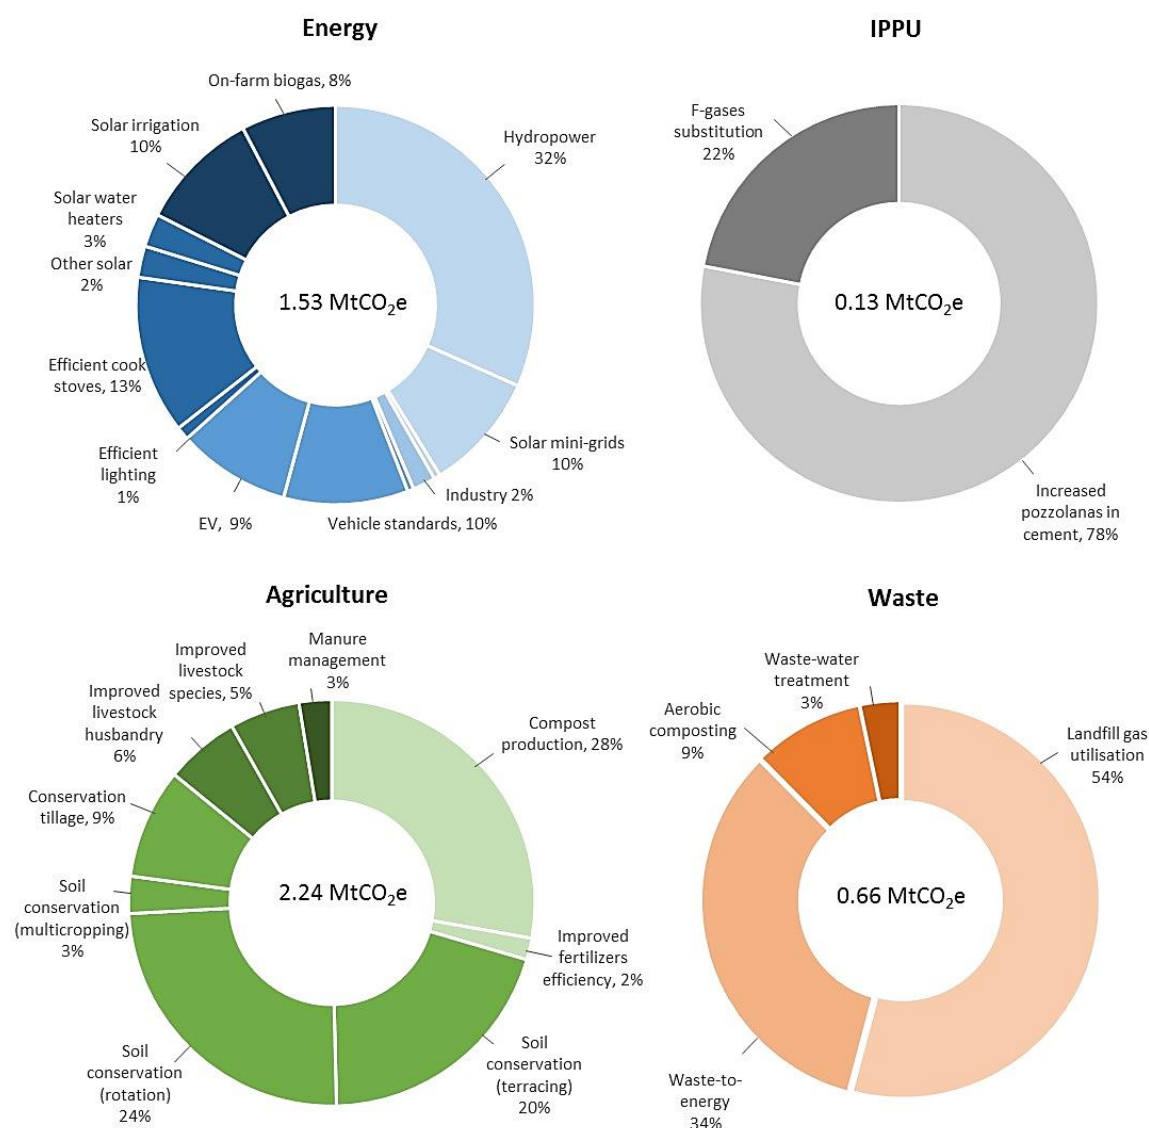 Energy
On-farm biogas, 8%
Solar irrigation
10%
Solar water
heaters
3%
Other solar
2%
Efficient cook
stoves, 13%
Efficient
lighting
1%
EV,  9%
Vehicle standards, 10%
Industry 2%
Solar mini-grids
10%
Hydropower
32%
1.53 MtCO₂e
IPPU
F-gases
substitution
22%
0.13 MtCO₂e
Increased
pozzolanas in
cement, 78%
Agriculture
Manure
management
3%
Improved
livestock
species, 5%
Improved
livestock
husbandry
6%
Conservation
tillage, 9%
Soil
conservation
(multicropping)
3%
Soil
conservation
(rotation)
24%
Soil
conservation
(terracing)
20%
Improved
fertilizers
efficiency, 2%
Compost
production, 28%
2.24 MtCO₂e
Waste
Waste-water
treatment
3%
Aerobic
composting
9%
Landfill gas
utilisation
54%
0.66 MtCO₂e
Waste-to-
energy
34%